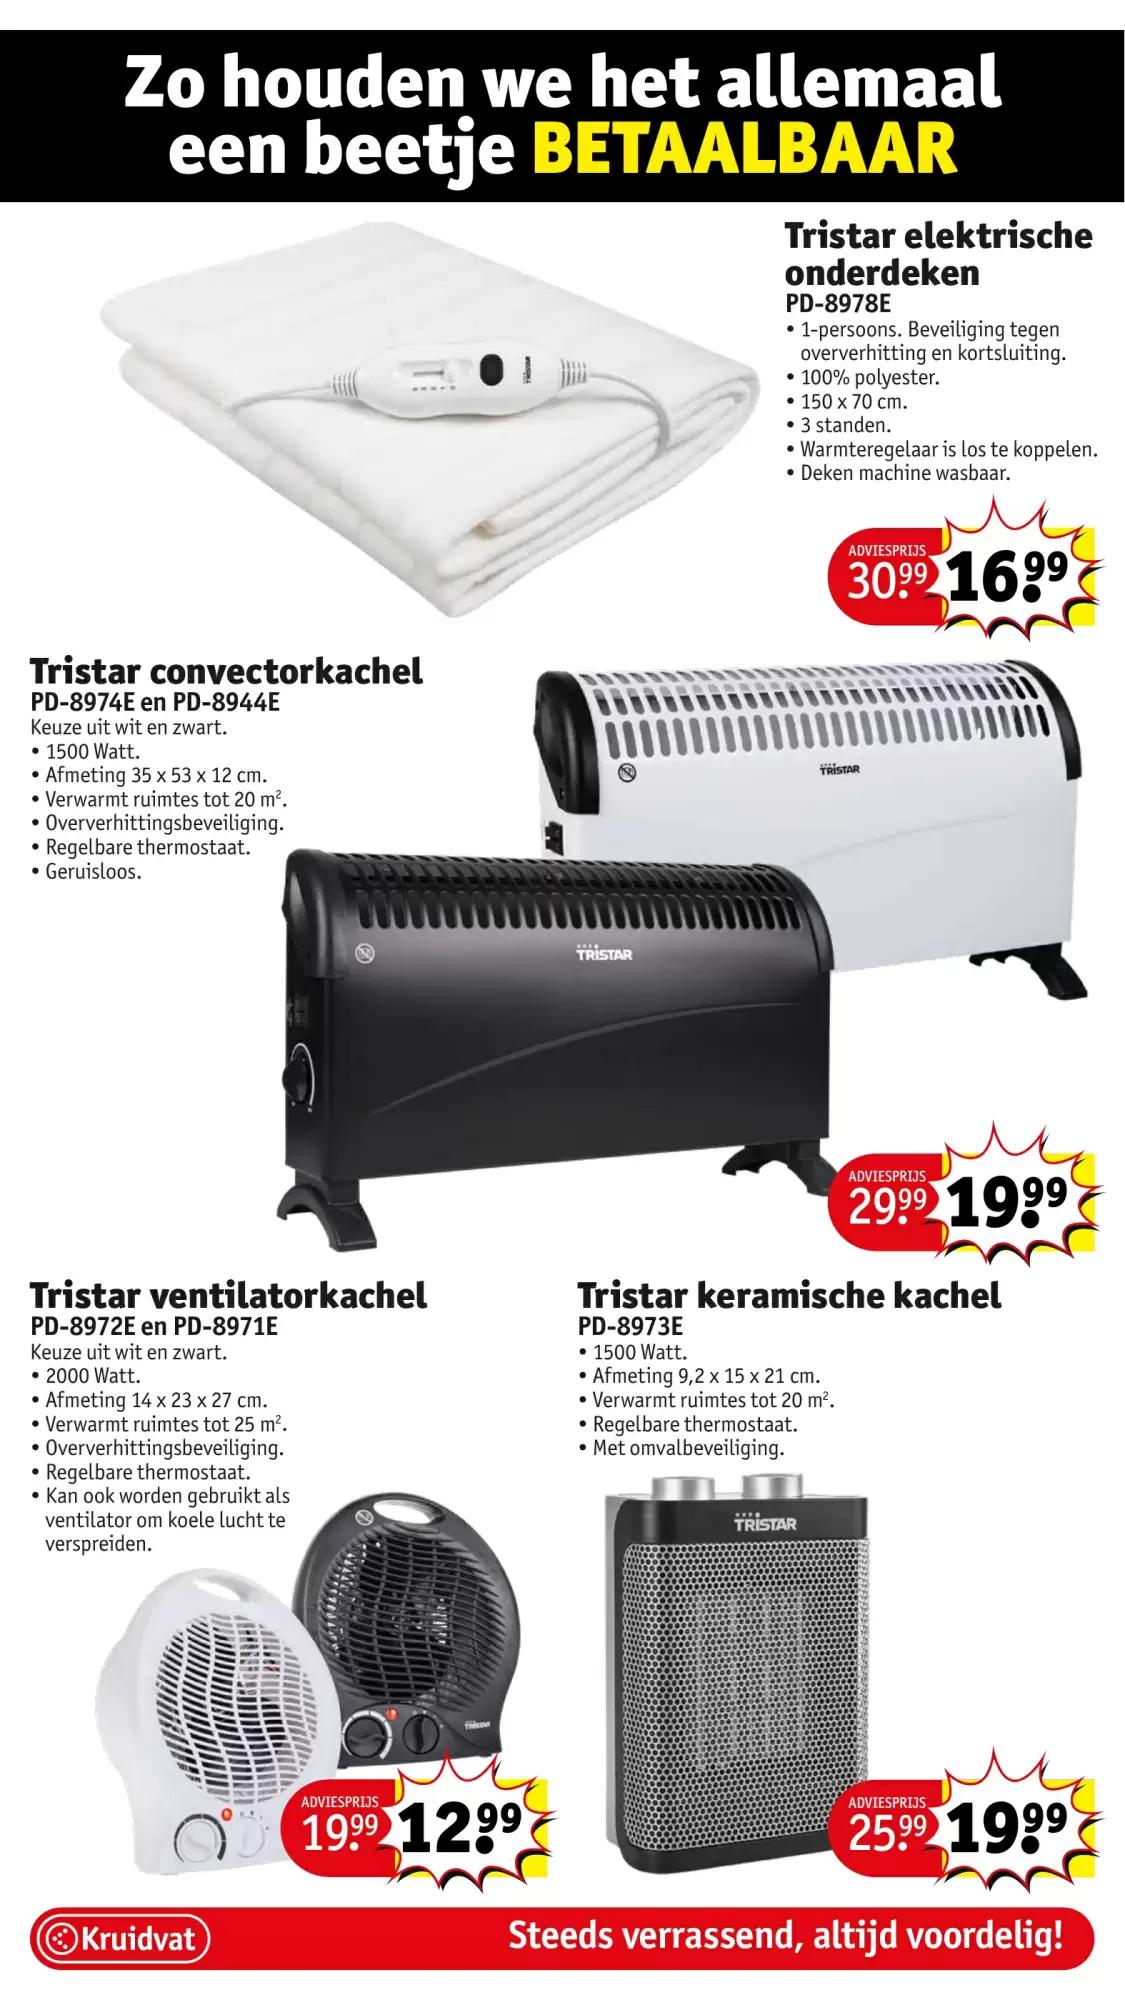 Zo houden we het allemaal
een beetje BETAALBAAR
Tristar elektrische
onderdeken
PD-8978E
• 1-persoons. Beveiliging tegen
oververhitting en kortsluiting.
• 100% polyester.
• 150 x 70 cm.
• 3 standen.
• Warmteregelaar is los te koppelen.
• Deken machine wasbaar.
TRISTAR
ADVIESPRIJS
30.99 16.99
Tristar convectorkachel
PD-8974E en PD-8944E
Keuze uit wit en zwart.
• 1500 Watt.
• Afmeting 35 x 53 x 12 cm.
• Verwarmt ruimtes tot 20 m².
• Oververhittingsbeveiliging.
• Regelbare thermostaat.
• Geruisloos.
TRISTAR
TRISTAR
ADVIESPRIJS
29.99 19.99
Tristar ventilatorkachel
PD-8972E en PD-8971E
Keuze uit wit en zwart.
• 2000 Watt.
• Afmeting 14 x 23 x 27 cm.
• Verwarmt ruimtes tot 25 m².
• Oververhittingsbeveiliging.
• Regelbare thermostaat.
• Kan ook worden gebruikt als
ventilator om koele lucht te
verspreiden.
TRISTAR
ADVIESPRIJS
19.99 12.99
Tristar keramische kachel
PD-8973E
• 1500 Watt.
• Afmeting 9,2 x 15 x 21 cm.
• Verwarmt ruimtes tot 20 m².
• Regelbare thermostaat.
• Met omvalbeveiliging.
TRISTAR
ADVIESPRIJS
25.99 19.99
Kruidvat
Steeds verrassend, altijd voordelig!